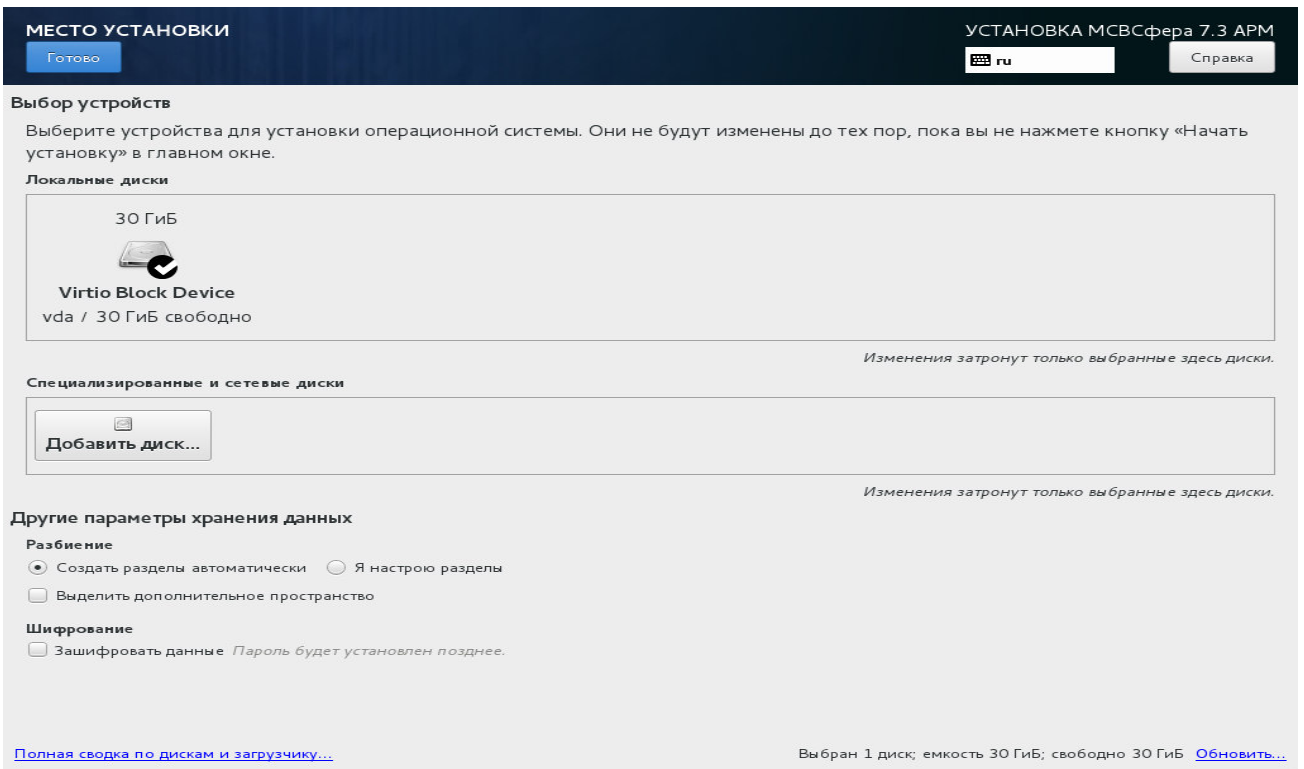 МЕСТО УСТАНОВКИ
УСТАНОВКА МСВСфера 7.3 АРМ
Готово
ru
Справка
Выбор устройств
Выберите устройства для установки операционной системы. Они не будут изменены до тех пор, пока вы не нажмете кнопку «Начать
установку» в главном окне.
Локальные диски
30 ГиБ
Virtio Block Device
vda / 30 ГиБ свободно
Изменения затронут только выбранные здесь диски.
Специализированные и сетевые диски
Добавить диск...
Изменения затронут только выбранные здесь диски.
Другие параметры хранения данных
Разбиение
Создать разделы автоматически
Я настрою разделы
Выделить дополнительное пространство
Шифрование
Зашифровать данные Пароль будет установлен позднее.
Полная сводка по дискам и загрузчику...
Выбран 1 диск; емкость 30 ГиБ; свободно 30 ГиБ Обновить...